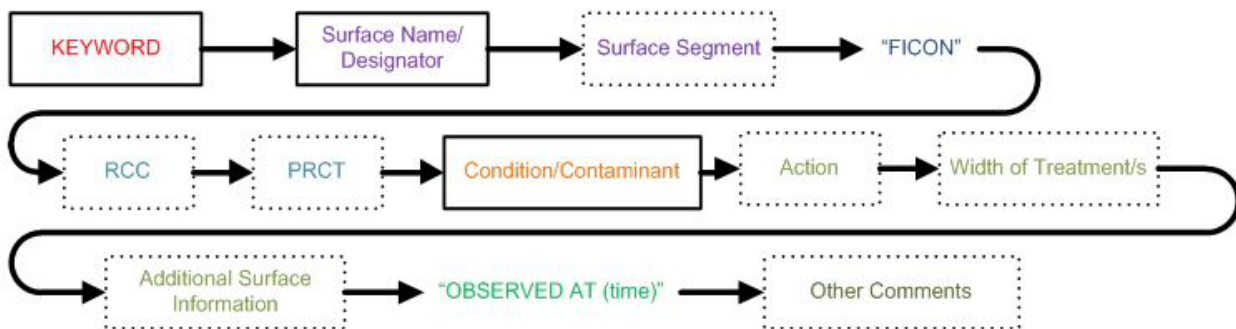 KEYWORD
Surface Name/
Designator
Surface Segment
“FICON”
RCC
PRCT
Condition/Contaminant
Action
Width of Treatment/s
Additional Surface
Information
“OBSERVED AT (time)”
Other Comments